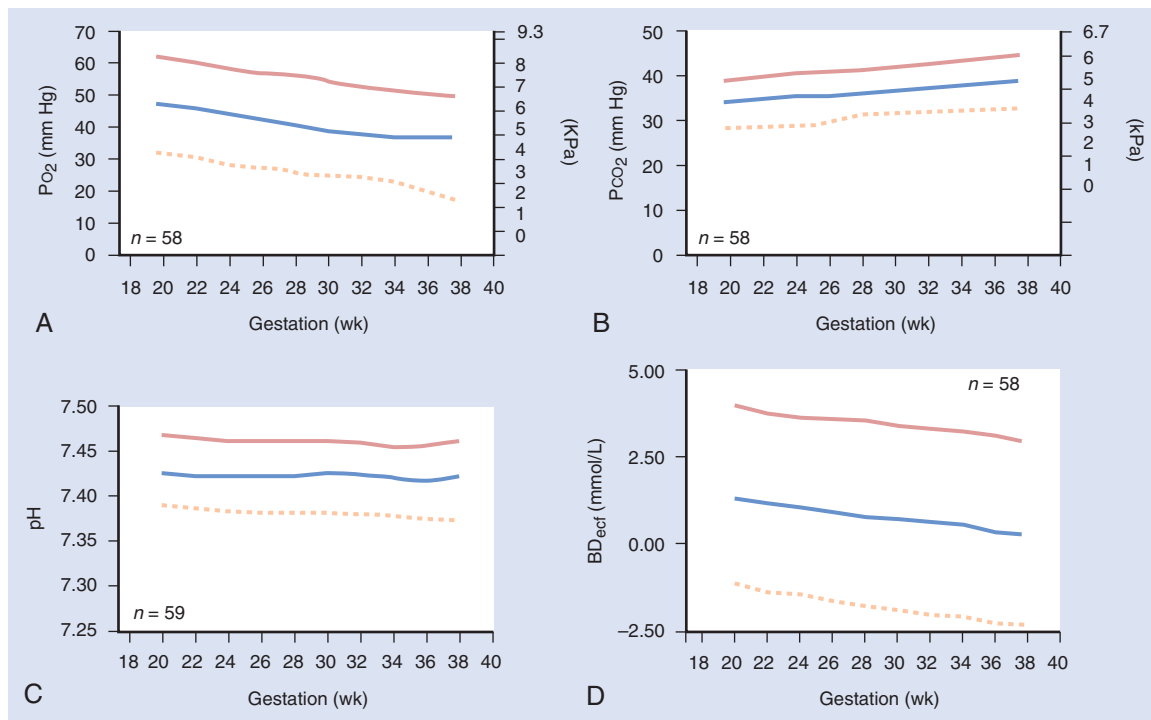 70
60
50
40
30
20
10
0
PO2 (mm Hg)
9.3
8
7
6
5
4
3
2
1
0
(KPa)
n = 58
18 20 22 24 26 28 30 32 34 36 38 40
Gestation (wk)
A
50
40
30
20
10
0
PCO2 (mm Hg)
6.7
6
5
4
3
2
1
0
(kPa)
n = 58
18 20 22 24 26 28 30 32 34 36 38 40
Gestation (wk)
B
7.50
7.45
7.40
7.35
7.30
7.25
pH
n = 59
18 20 22 24 26 28 30 32 34 36 38 40
Gestation (wk)
C
5.00
2.50
0.00
–2.50
BDecf (mmol/L)
n = 58
18 20 22 24 26 28 30 32 34 36 38 40
Gestation (wk)
D